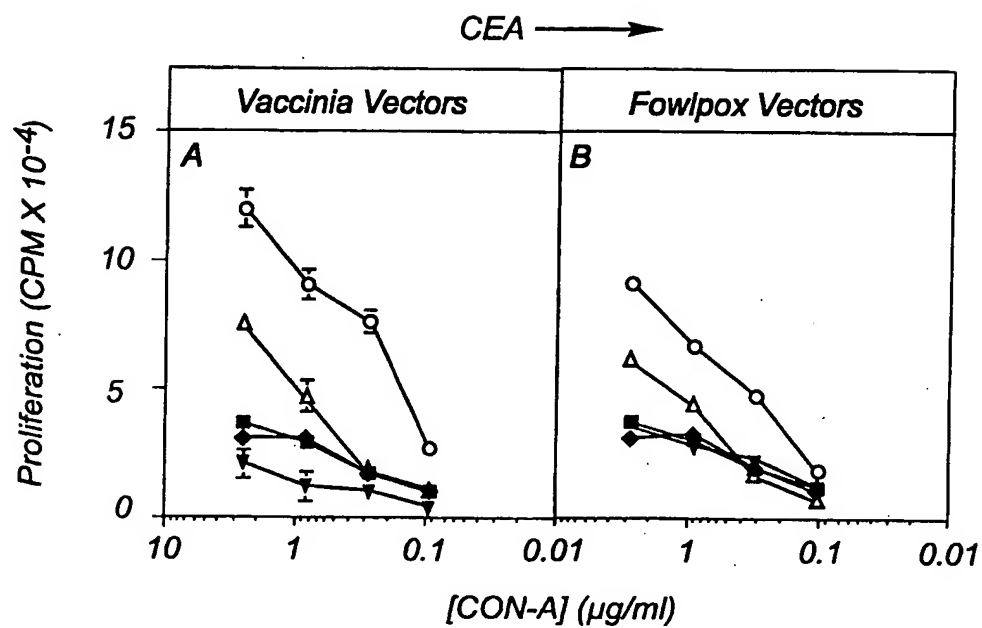 CEA
Vaccinia Vectors
Fowlpox Vectors
A
B
Proliferation (CPM X 10-4)
15
10
5
0
10
1
0.1
0.01
1
0.1
0.01
[CON-A] (μg/ml)